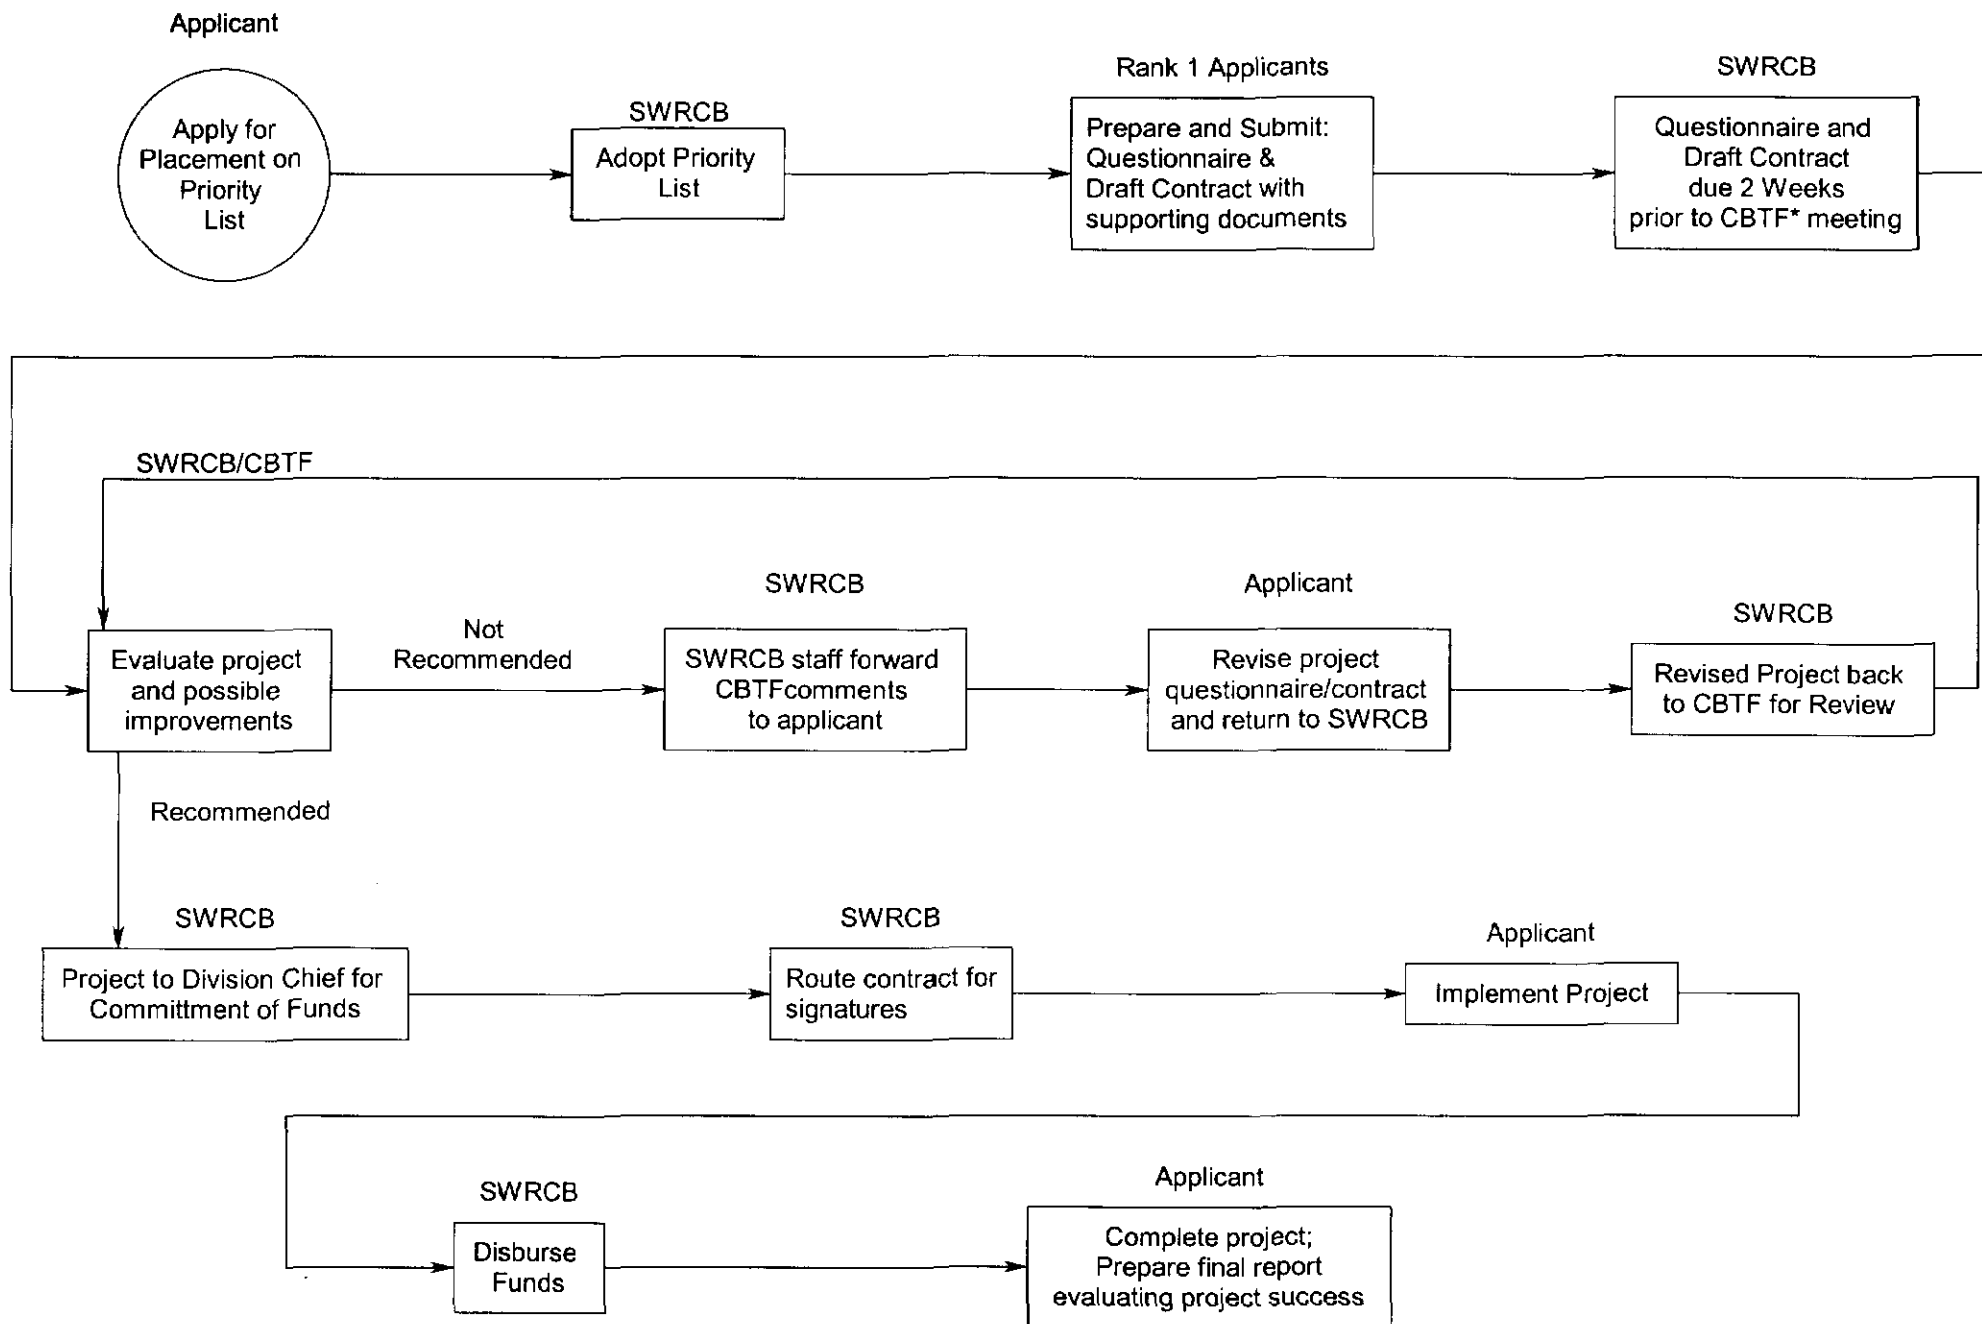 Applicant
Apply for
Placement on
Priority
List
SWRCB
Adopt Priority
List
Rank 1 Applicants
Prepare and Submit:
Questionnaire &
Draft Contract with
supporting documents
SWRCB
Questionnaire and
Draft Contract
due 2 Weeks
prior to CBTF* meeting
SWRCB/CBTF
Evaluate project
and possible
improvements
Not
Recommended
SWRCB
SWRCB staff forward
CBTFcomments
to applicant
Applicant
Revise project
questionnaire/contract
and return to SWRCB
SWRCB
Revised Project back
to CBTF for Review
Recommended
SWRCB
Project to Division Chief for
Committment of Funds
SWRCB
Route contract for
signatures
Applicant
Implement Project
SWRCB
Disburse
Funds
Applicant
Complete project;
Prepare final report
evaluating project success